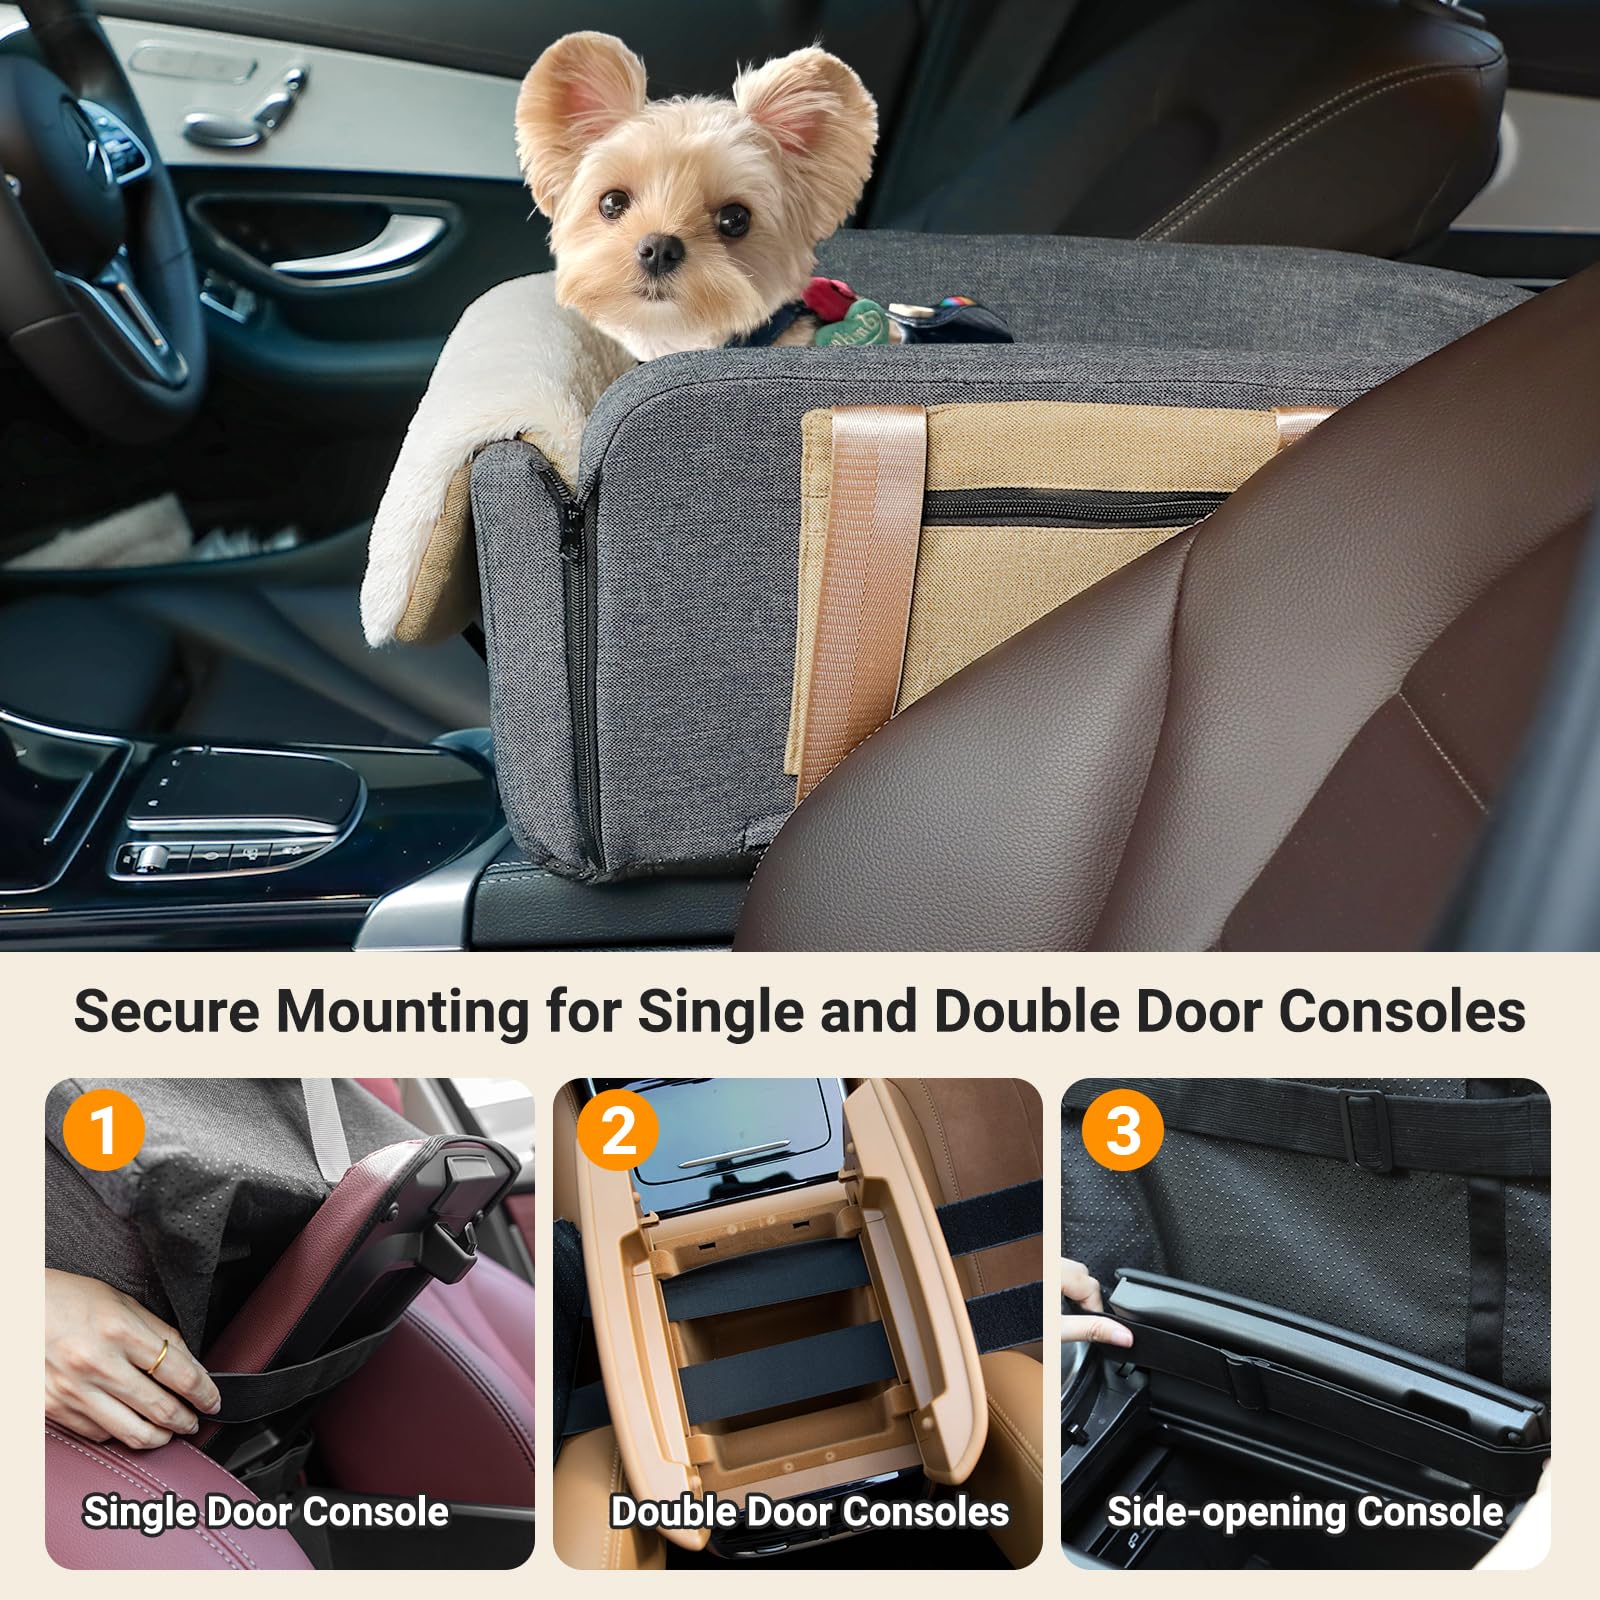 Secure Mounting for Single and Double Door Consoles
1
2
3
Single Door Console
Double Door Consoles
Side-opening Console